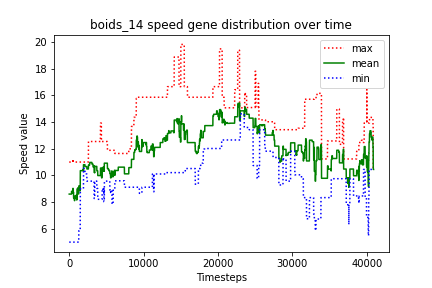 boids_14 speed gene distribution over time
max
mean
min
Speed value
20
18
16
14
12
10
8
6
0
10000
20000
30000
40000
Timesteps